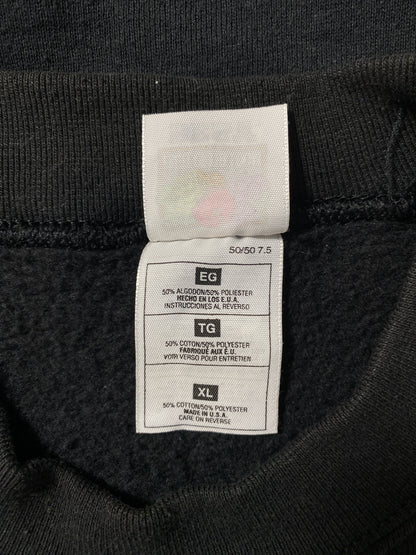 50/50 7.5
EG
50% ALGODON/50% POLIESTER
HECHO EN LOS E.U.A.
INSTRUCCIONES AL REVERSO
TG
50% COTON/50% POLYESTER
FABRIQUÉ AUX É.U.
VOIR VERSO POUR ENTRETIEN
XL
50% COTTON/50% POLYESTER
MADE IN U.S.A.
CARE ON REVERSE